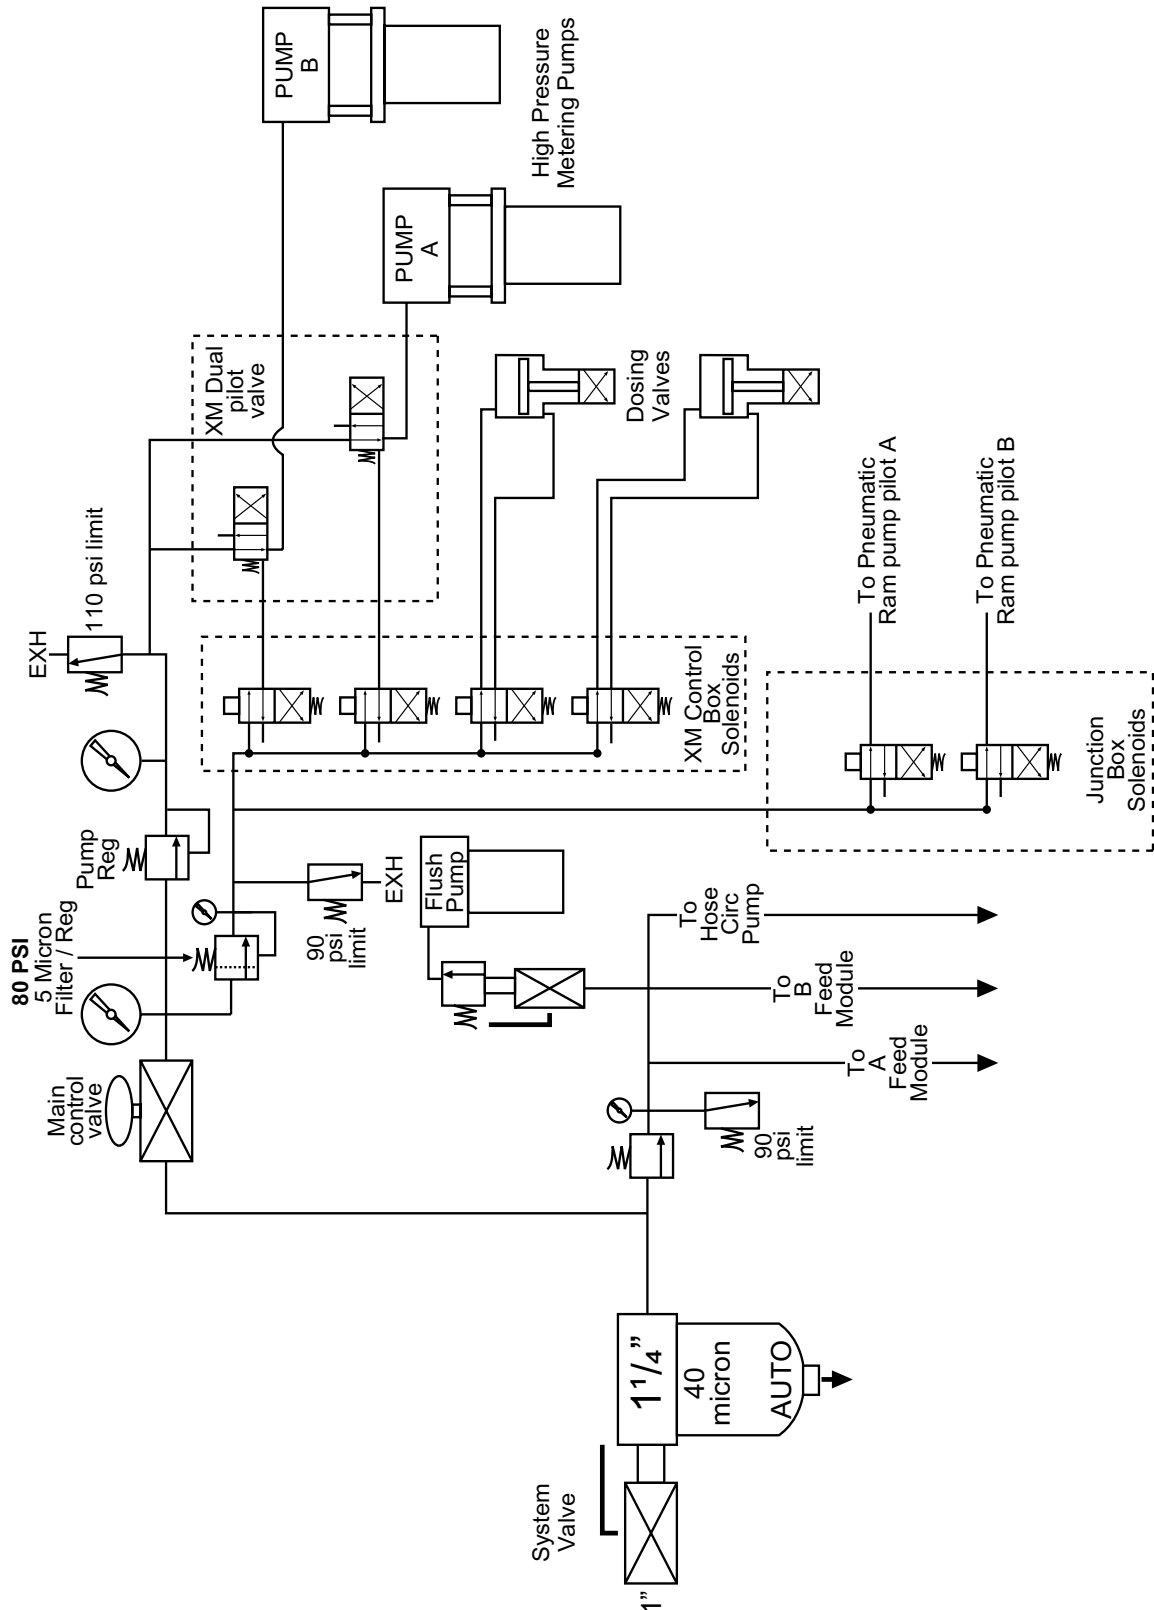 1"
System
Valve
1 1/4"
40
micron
AUTO
Main
control
valve
80 PSI
5 Micron
Filter / Reg
Pump
Reg
EXH
110 psi limit
90
psi
limit
EXH
Flush
Pump
90
psi
limit
To
A
Feed
Module
To
B
Feed
Module
To
Hose
Circ
Pump
XM Control
Box
Solenoids
Junction
Box
Solenoids
XM Dual
pilot
valve
Dosing
Valves
To Pneumatic
Ram pump pilot A
To Pneumatic
Ram pump pilot B
PUMP
B
PUMP
A
High Pressure
Metering Pumps